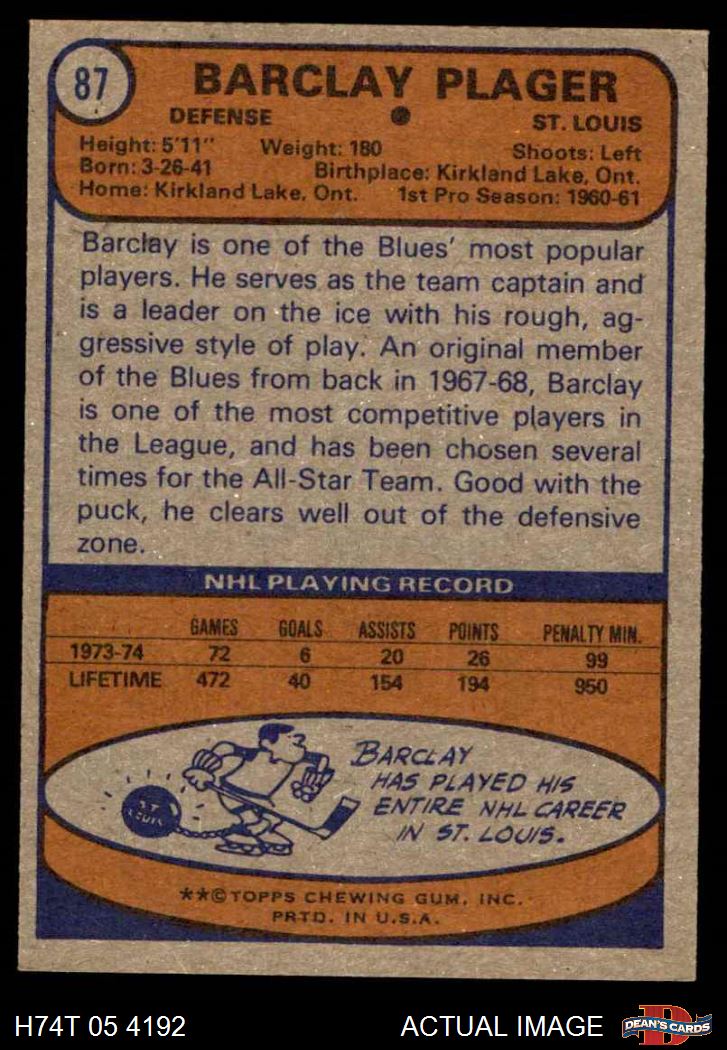 87
BARCLAY PLAGER
DEFENSE ST. LOUIS
Height: 5'11" Weight: 180 Shoots: Left
Born: 3-26-41 Birthplace: Kirkland Lake, Ont.
Home: Kirkland Lake, Ont. 1st Pro Season: 1960-61
Barclay is one of the Blues' most popular
players. He serves as the team captain and
is a leader on the ice with his rough, ag-
gressive style of play. An original member
of the Blues from back in 1967-68, Barclay
is one of the most competitive players in
the League, and has been chosen several
times for the All-Star Team. Good with the
puck, he clears well out of the defensive
zone.
NHL PLAYING RECORD
GAMES GOALS ASSISTS POINTS PENALTY MIN.
1973-74 72 6 20 26 99
LIFETIME 472 40 154 194 950
BARCLAY
HAS PLAYED HIS
ENTIRE NHL CAREER
IN ST. LOUIS.
ST.
LOUIS
**©TOPPS CHEWING GUM, INC.
PRTD. IN U.S.A.
H74T 05 4192 ACTUAL IMAGE
D
DEAN'S CARDS